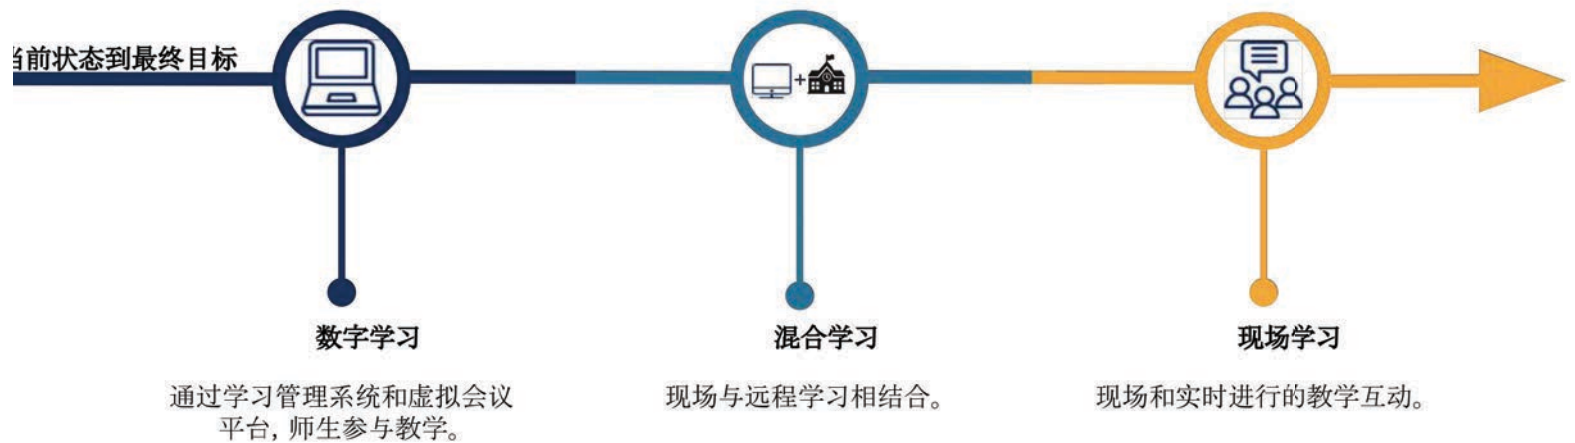 当前状态到最终目标
数字学习
混合学习
现场学习
通过学习管理系统和虚拟会议
平台, 师生参与教学。
现场与远程学习相结合。
现场和实时进行的教学互动。